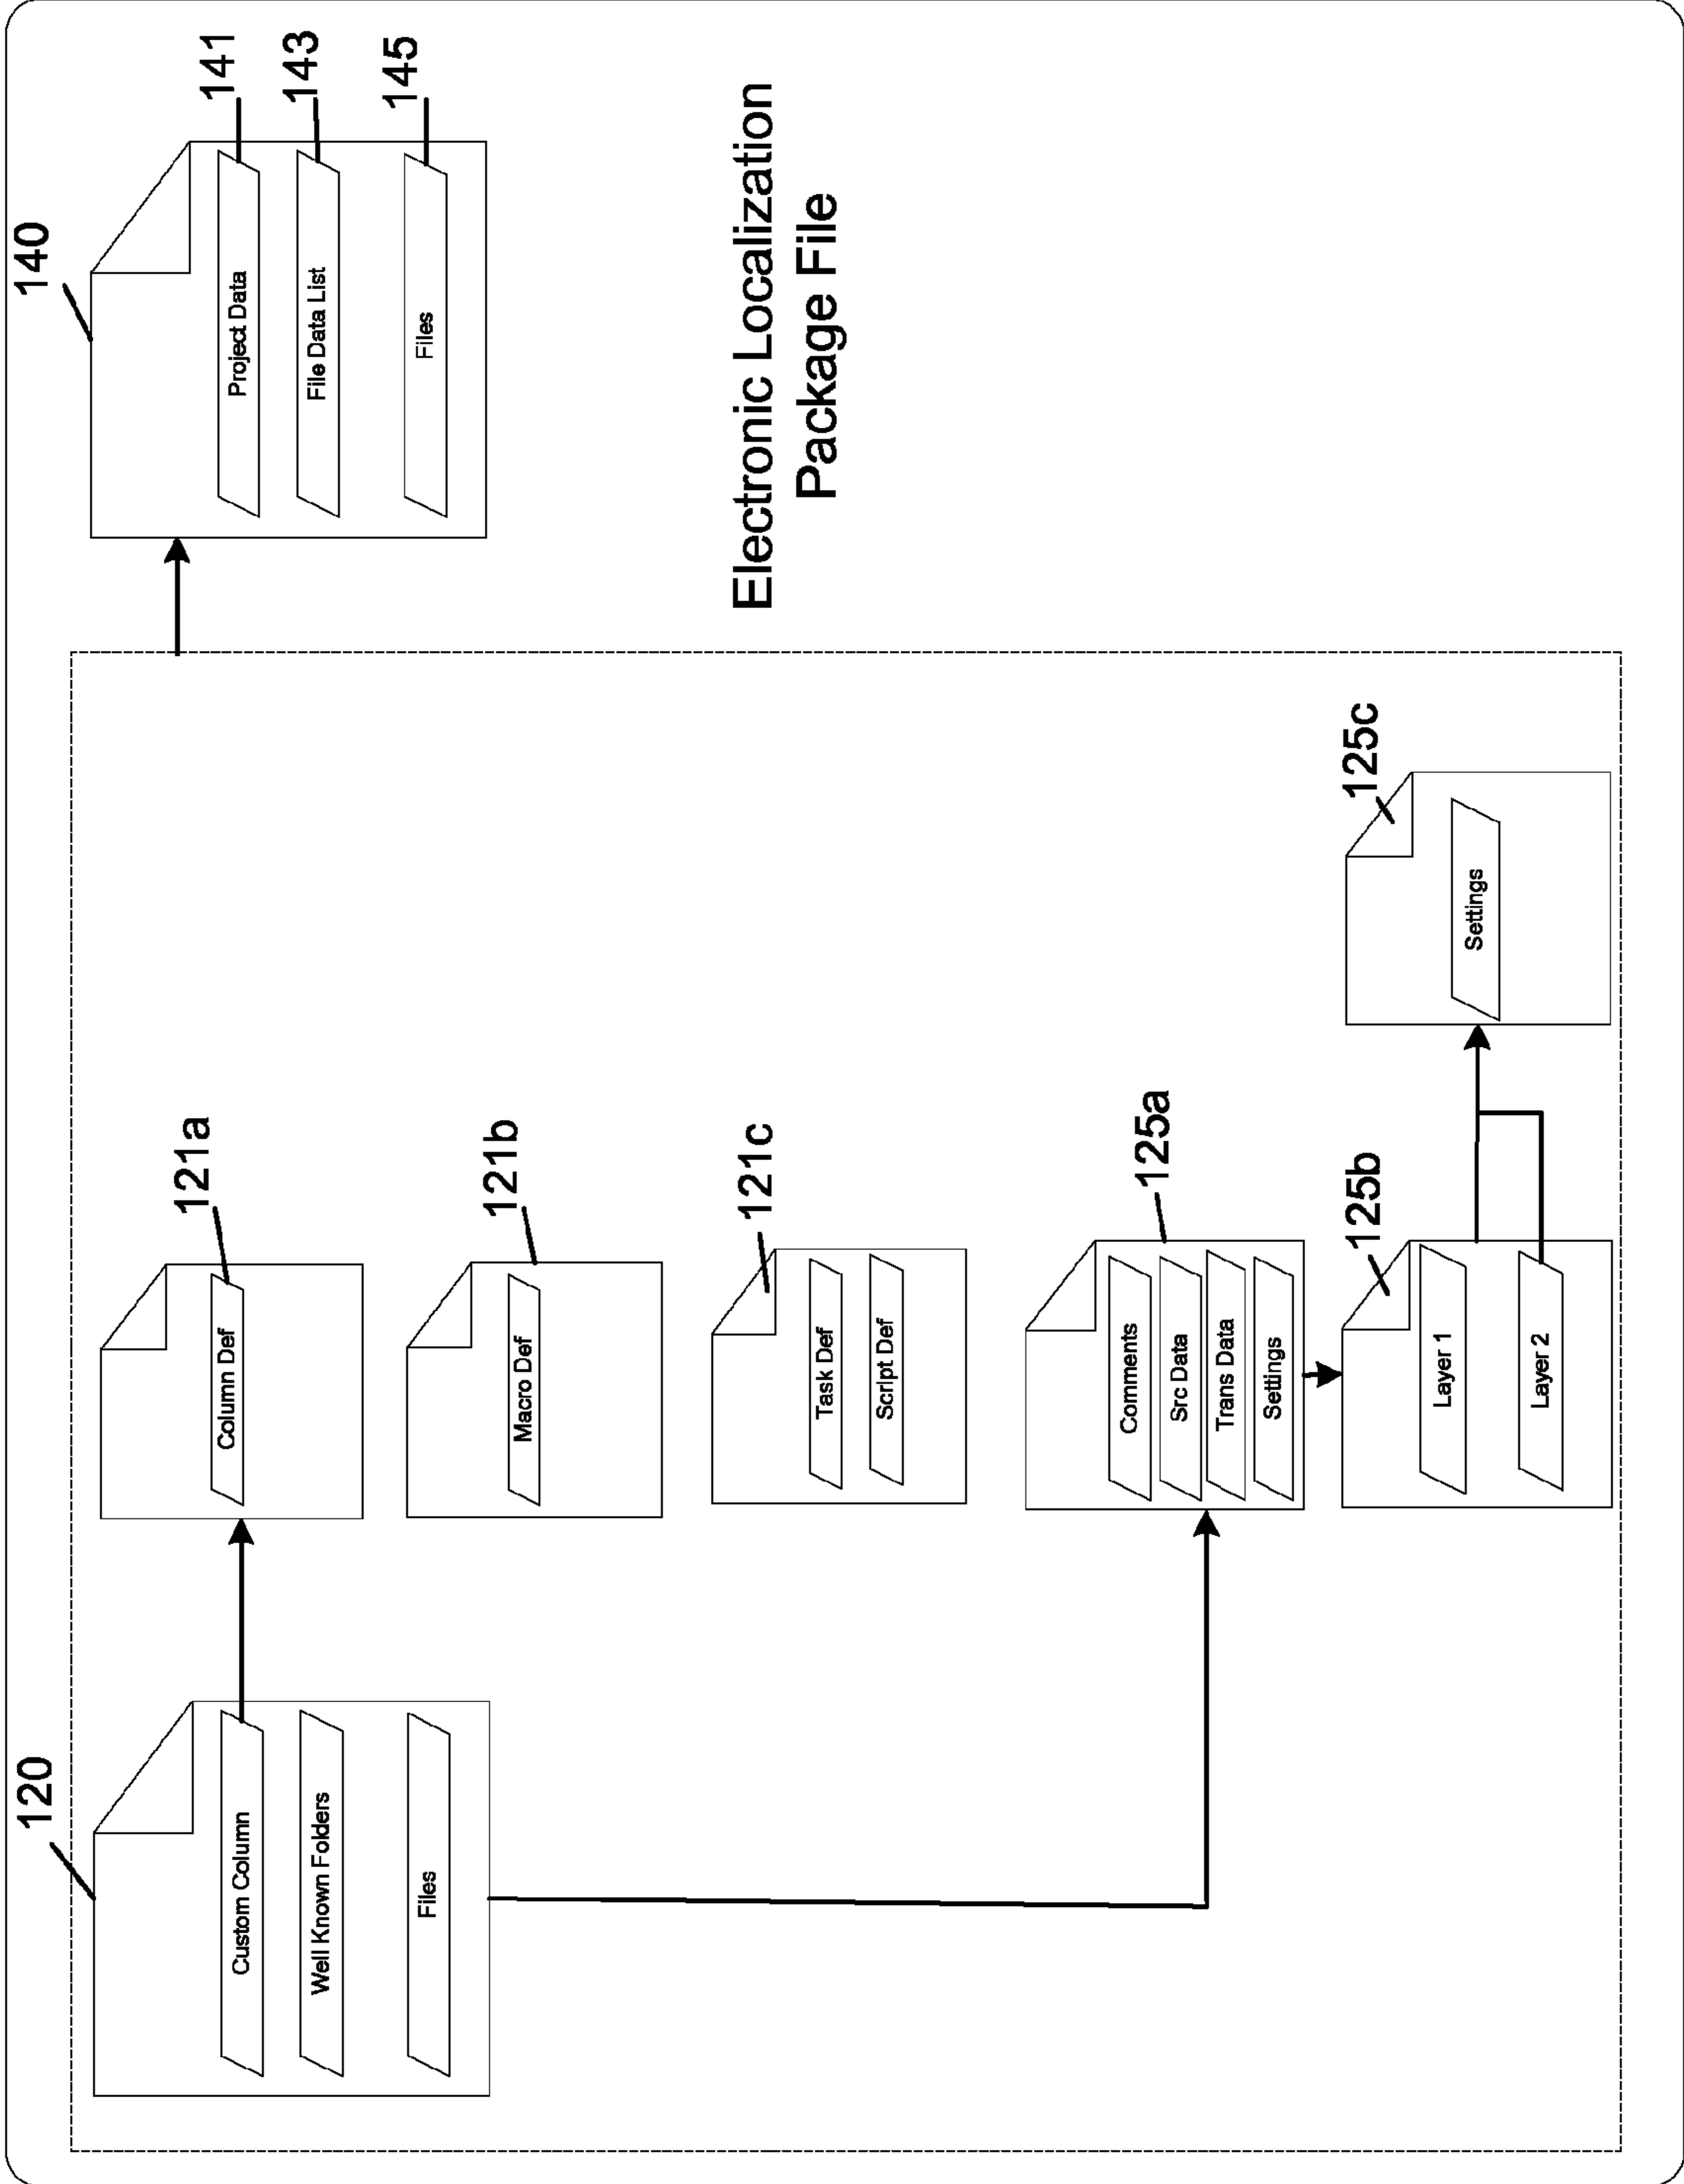 120
Custom Column
Well Known Folders
Files
121a
Column Def
121b
Macro Def
121c
Task Def
Script Def
125a
Comments
Src Data
Trans Data
Settings
125b
Layer 1
Layer 2
125c
Settings
140
141
Project Data
143
File Data List
145
Files
Electronic Localization
Package File